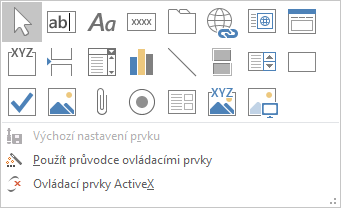 ab
Aa
xxxx
XYZ
XYZ
Výchozí nastavení prvku
Použít průvodce ovládacími prvky
Ovládací prvky ActiveX